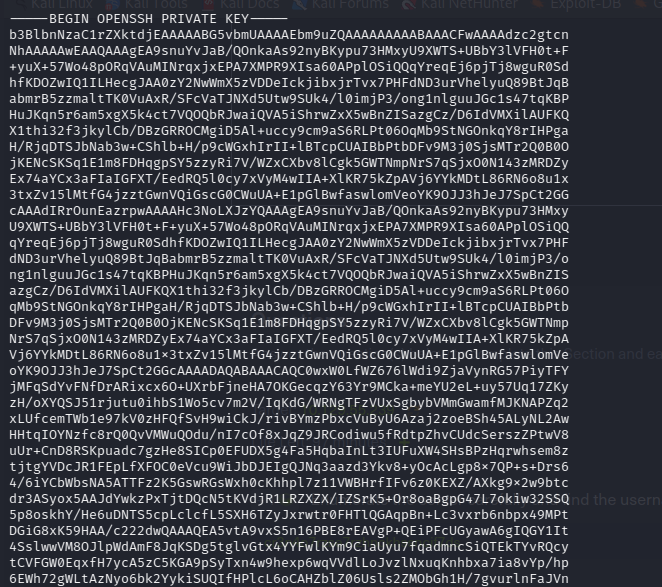 Kali Linux Kali Tools Kali Docs Kali Forums Kali NetHunter Exploit-DB
-----BEGIN OPENSSH PRIVATE KEY-----
b3BlbnNzaC1rZXktdjEAAAAABG5vbmUAAAAEbm9uZQAAAAAAAAABAAACFwAAAAdzc2gtcn
NhAAAAAwEAAQAAAgEA9snuYvJaB/QOnkaAs92nyBKypu73HMxyU9XWTS+UBbY3lVFH0t+F
+yuX+57Wo48pORqVAuMINrqxjxEPA7XMPR9XIsa60APplOSiQQqYreqEj6pjTj8wguR0Sd
hfKDOZwIQ1ILHecgJAA0zY2NwWmX5zVDDeIckjibxjrTvx7PHFdND3urVhelyuQ89BtJqB
abmrB5zzmaltTK0VuAxR/SFcVaTJNXd5Utw9SUk4/l0imjP3/ong1nlguuJGc1s47tqKBP
HuJKqn5r6am5xgX5k4ct7VQOQbRJwaiQVA5iShrwZxX5wBnZISazgCz/D6IdVMXilAUFKQ
X1thi32f3jkylCb/DBzGRROCMgiD5Al+uccy9cm9aS6RLPt06OqMb9StNGOnkqY8rIHPga
H/RjqDTSJbNab3w+CShlb+H/p9cWGxhIrII+lBTcpCUAIBbPtbDFv9M3j0SjsMTr2Q0B0O
jKENcSKSq1E1m8FDHqgpSY5zzyRi7V/WZxCXbv8lCgk5GWTNmpNrS7qSjxO0N143zMRDZy
Ex74aYCx3aFIaIGFXT/EedRQ5l0cy7xVyM4wIIA+XlKR75kZpAVj6YYkMDtL86RN6o8u1x
3txZv15lMtfG4jzztGwnVQiGscG0CWuUA+E1pGlBwfaswlomVeoYK9OJJ3hJeJ7SpCt2GG
cAAAdIRrOunEazrpwAAAAHc3NoLXJzYQAAAgEA9snuYvJaB/QOnkaAs92nyBKypu73HMxy
U9XWTS+UBbY3lVFH0t+F+yuX+57Wo48pORqVAuMINrqxjxEPA7XMPR9XIsa60APplOSiQQ
qYreqEj6pjTj8wguR0SdhfKDOZwIQ1ILHecgJAA0zY2NwWmX5zVDDeIckjibxjrTvx7PHF
dND3urVhelyuQ89BtJqBabmrB5zzmaltTK0VuAxR/SFcVaTJNXd5Utw9SUk4/l0imjP3/o
ng1nlguuJGc1s47tqKBPHuJKqn5r6am5xgX5k4ct7VQOQbRJwaiQVA5iShrwZxX5wBnZIS
azgCz/D6IdVMXilAUFKQX1thi32f3jkylCb/DBzGRROCMgiD5Al+uccy9cm9aS6RLPt06O
qMb9StNGOnkqY8rIHPgaH/RjqDTSJbNab3w+CShlb+H/p9cWGxhIrII+lBTcpCUAIBbPtb
DFv9M3j0SjsMTr2Q0B0OjKENcSKSq1E1m8FDHqgpSY5zzyRi7V/WZxCXbv8lCgk5GWTNmp
NrS7qSjxO0N143zMRDZyEx74aYCx3aFIaIGFXT/EedRQ5l0cy7xVyM4wIIA+XlKR75kZpA
Vj6YYkMDtL86RN6o8u1×3txZv15lMtfG4jzztGwnVQiGscG0CWuUA+E1pGlBwfaswlomVe
oYK9OJJ3hJeJ7SpCt2GGcAAAADAQABAAACAQC0wxW0LfWZ676lWdi9ZjaVynRG57PiyTFY
jMFqSdYvFNfDrARixcx6O+UXrbFjneHA7OKGecqzY63Yr9MCka+meYU2eL+uy57Uq17ZKy
zH/oXYQSJ51rjutu0ihbS1Wo5cv7m2V/IqKdG/WRNgTFzVUxSgbybVMmGwamfMJKNAPZq2
xLUfcemTWb1e97kV0zHFQfSvH9wiCkJ/rivBYmzPbxcVuByU6Azaj2zoeBSh45ALyNL2Aw
HHtqIOYNzfc8rQ0QvVMWuQOdu/nI7cOf8xJqZ9JRCodiwu5fRdtpZhvCUdcSerszZPtwV8
uUr+CnD8RSKpuadc7gzHe8SICp0EFUDX5g4Fa5HqbaInLt3IUFuXW4SHsBPzHqrwhsem8z
tjtgYVDcJR1FEpLfXFOC0eVcu9WiJbDJEIgQJNq3aazd3Ykv8+yOcAcLgp8×7QP+s+Drs6
4/6iYCbWbsNA5ATTFz2K5GswRGsWxh0cKhhpl7z11VWBHrfIFv6z0KEXZ/AXkg9×2w9btc
dr3ASyox5AAJdYwkzPxTjtDQcN5tKVdjR1LRZXZX/IZSrK5+Or8oaBgpG47L7okiw32SSQ
5p8oskhY/He6uDNTS5cpLclcfL5SXH6TZyJxrwtr0FHTlQGAqpBn+Lc3vxrb6nbpx49MPt
DGiG8xK59HAA/c222dwQAAAQEA5vtA9vxS5n16PBE8rEAVgP+QEiPFcUGyawA6gIQGY1It
4SslwwVM8OJlpWdAmF8JqKSDg5tglvGtx4YYFwlKYm9CiaUyu7fqadmncSiQTEkTYvRQcy
tCVFGW0EqxfH7ycA5zC5KGA9pSyTxn4w9hexp6wqVVdlLoJvzlNxuqKnhbxa7ia8vYp/hp
6EWh72gWLtAzNyo6bk2YykiSUQIfHPlcL6oCAHZblZ06Usls2ZMObGh1H/7gvurlnFaJVn